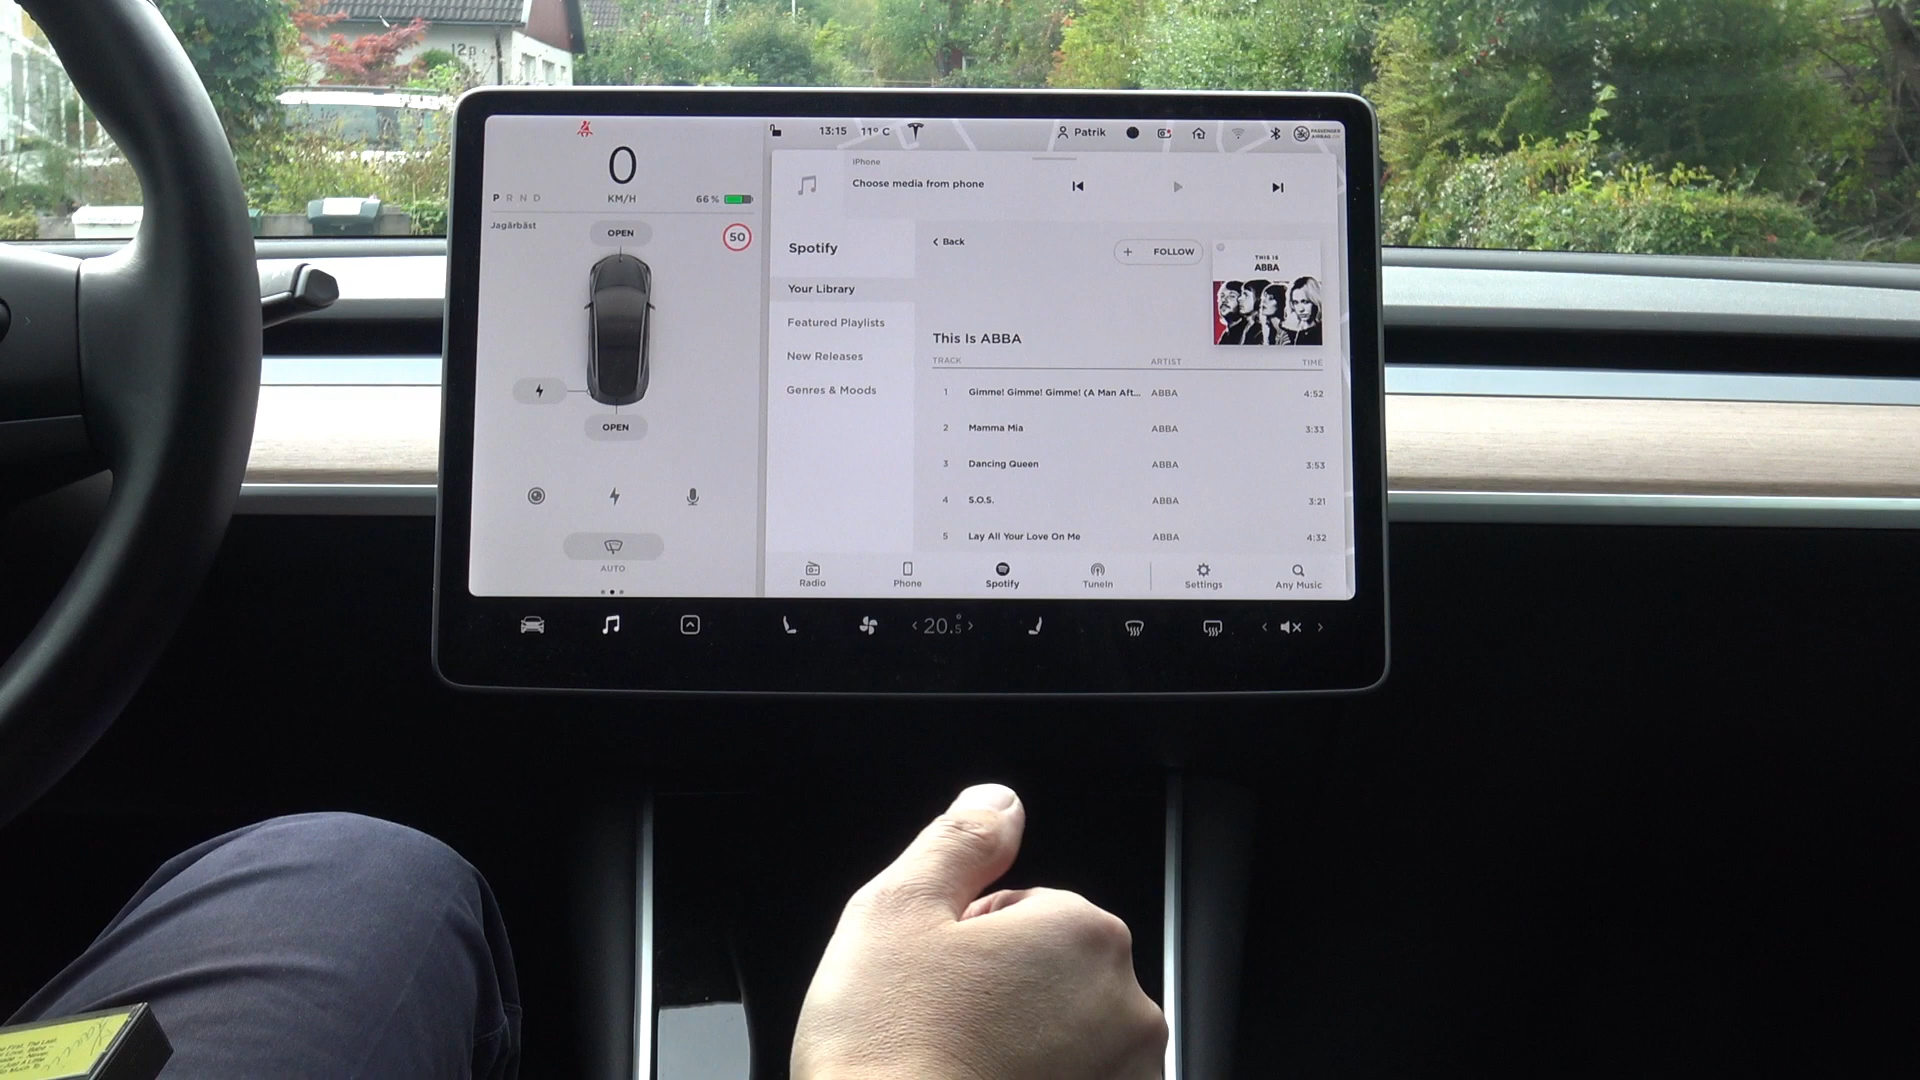 12p
13:15 11° C
Patrik
PASSENGER
AIRBAG ON
0
KM/H
P R N D
66 %
Jagärbäst
OPEN
50
OPEN
AUTO
iPhone
Choose media from phone
Spotify
Your Library
Featured Playlists
New Releases
Genres & Moods
Back
+ FOLLOW
THIS IS
ABBA
This Is ABBA
TRACK ARTIST TIME
1 Gimme! Gimme! Gimme! (A Man Aft... ABBA 4:52
2 Mamma Mia ABBA 3:33
3 Dancing Queen ABBA 3:53
4 S.O.S. ABBA 3:21
5 Lay All Your Love On Me ABBA 4:32
Radio Phone Spotify TuneIn Settings Any Music
20.5°